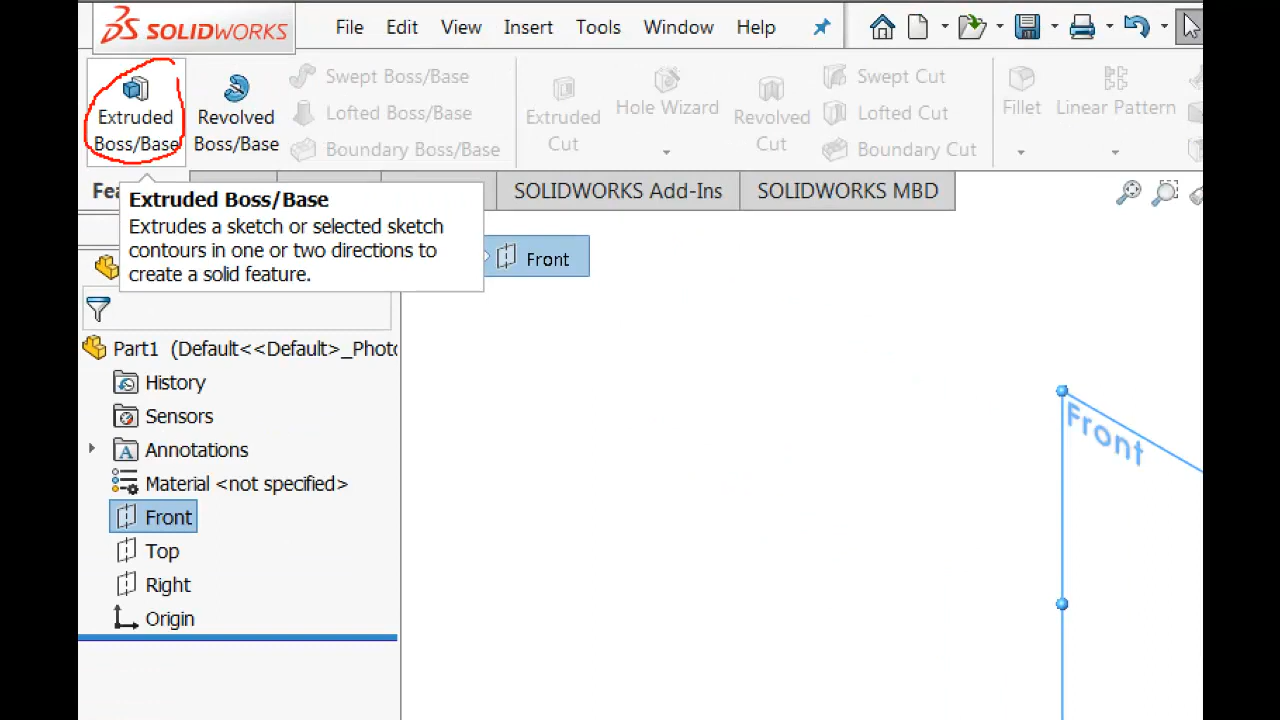 SOLIDWORKS File Edit View Insert Tools Window Help
Extruded Boss/Base
Revolved Boss/Base
Swept Boss/Base
Lofted Boss/Base
Boundary Boss/Base
Extruded Cut
Hole Wizard
Revolved Cut
Swept Cut
Lofted Cut
Boundary Cut
Fillet
Linear Pattern
Fea
SOLIDWORKS Add-Ins
SOLIDWORKS MBD
Extruded Boss/Base
Extrudes a sketch or selected sketch
contours in one or two directions to
create a solid feature.
Front
Part1 (Default<<Default>_Phot
History
Sensors
Annotations
Material <not specified>
Front
Top
Right
Origin
Front